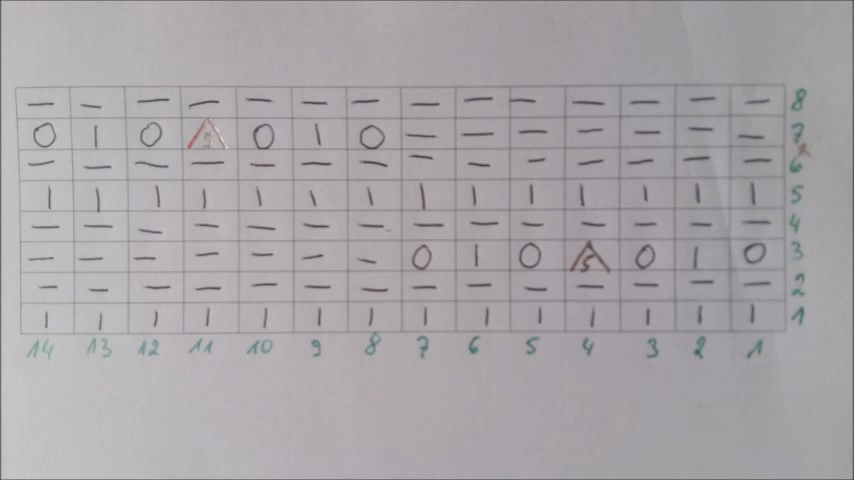 — — — — — — — — — — — — — — 8
O | O 5 O | O — — — — — — — 7
— — — — — — — — — — — — — — 6
| | | | | | | | | | | | | | 5
— — — — — — — — — — — — — — 4
— — — — — — — O | O 5 O | O 3
— — — — — — — — — — — — — — 2
| | | | | | | | | | | | | | 1
14 13 12 11 10 9 8 7 6 5 4 3 2 1